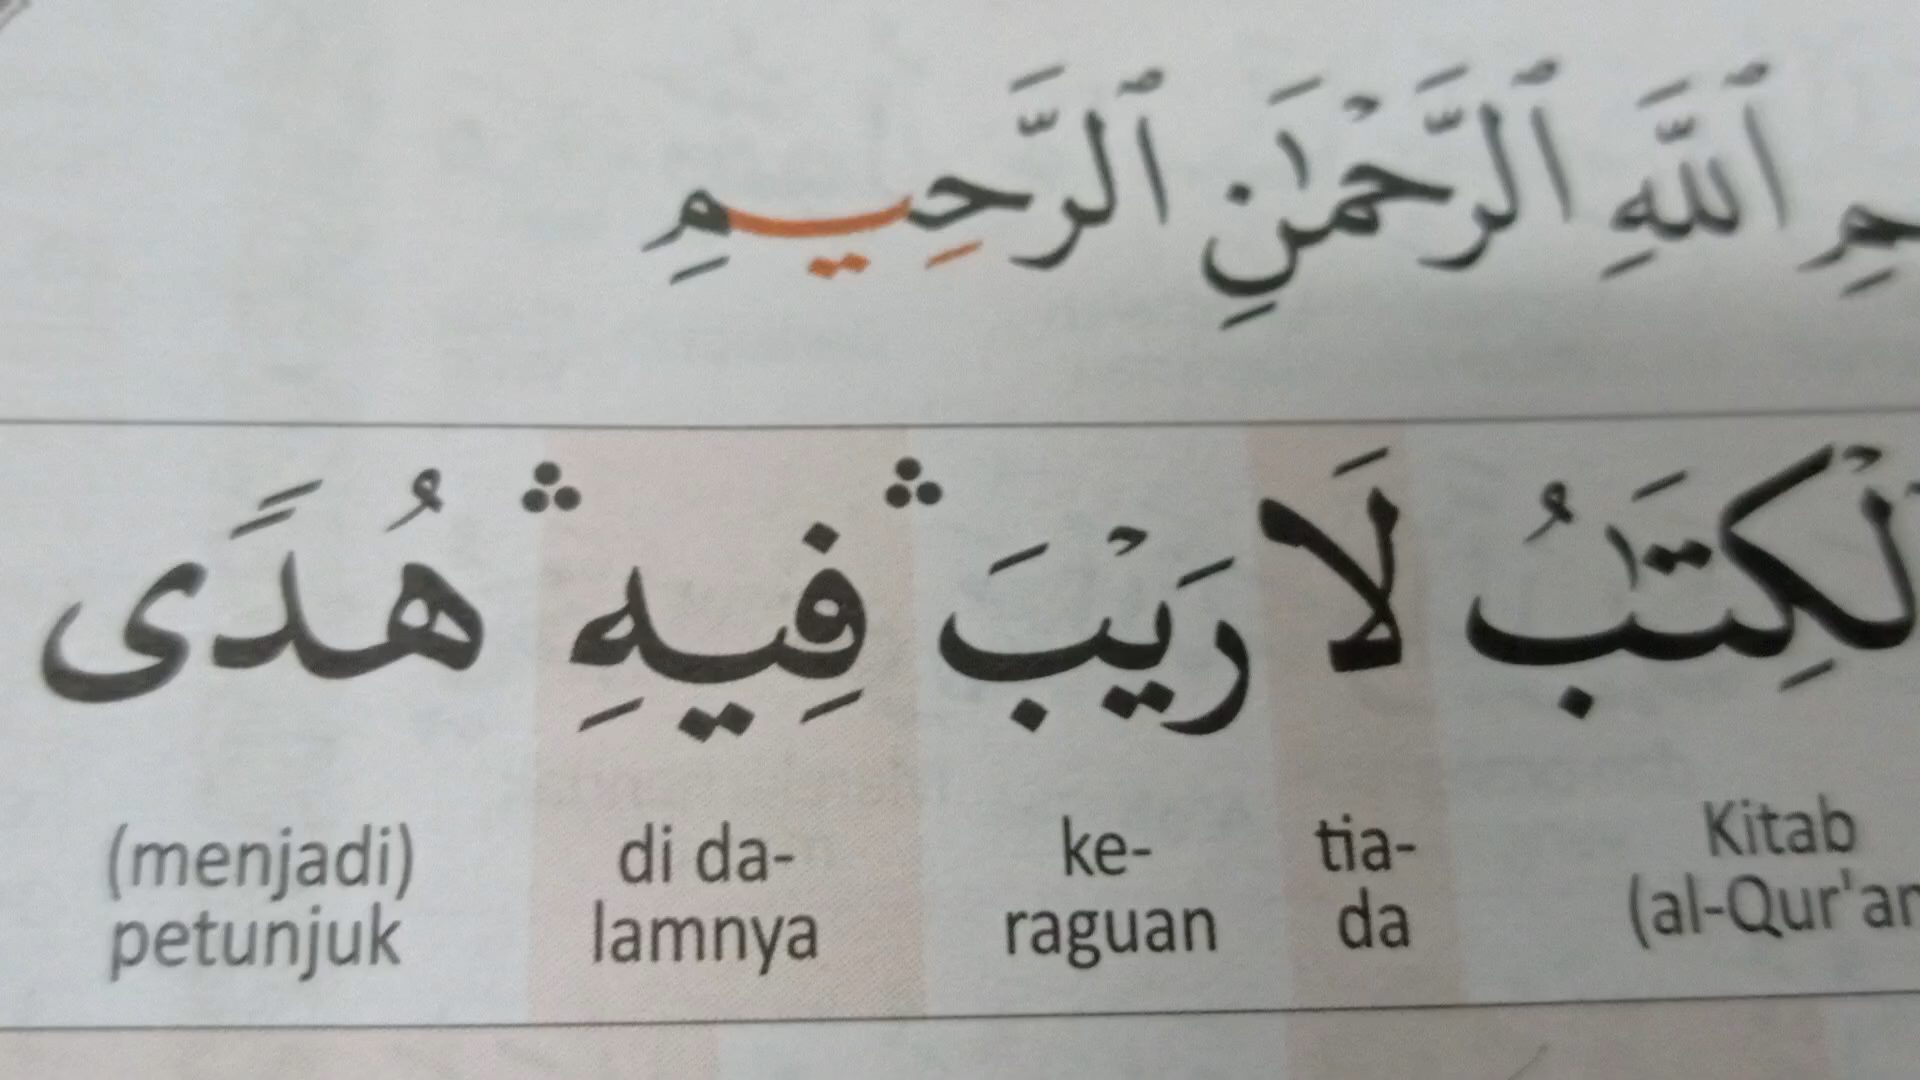 ٱللَّهِ ٱلرَّحْمَٰنِ ٱلرَّحِيمِ
لَا رَيْبَ ۛ فِيهِ ۛ هُدًى
Kitab tia- ke- di da- (menjadi)
da raguan lamnya petunjuk